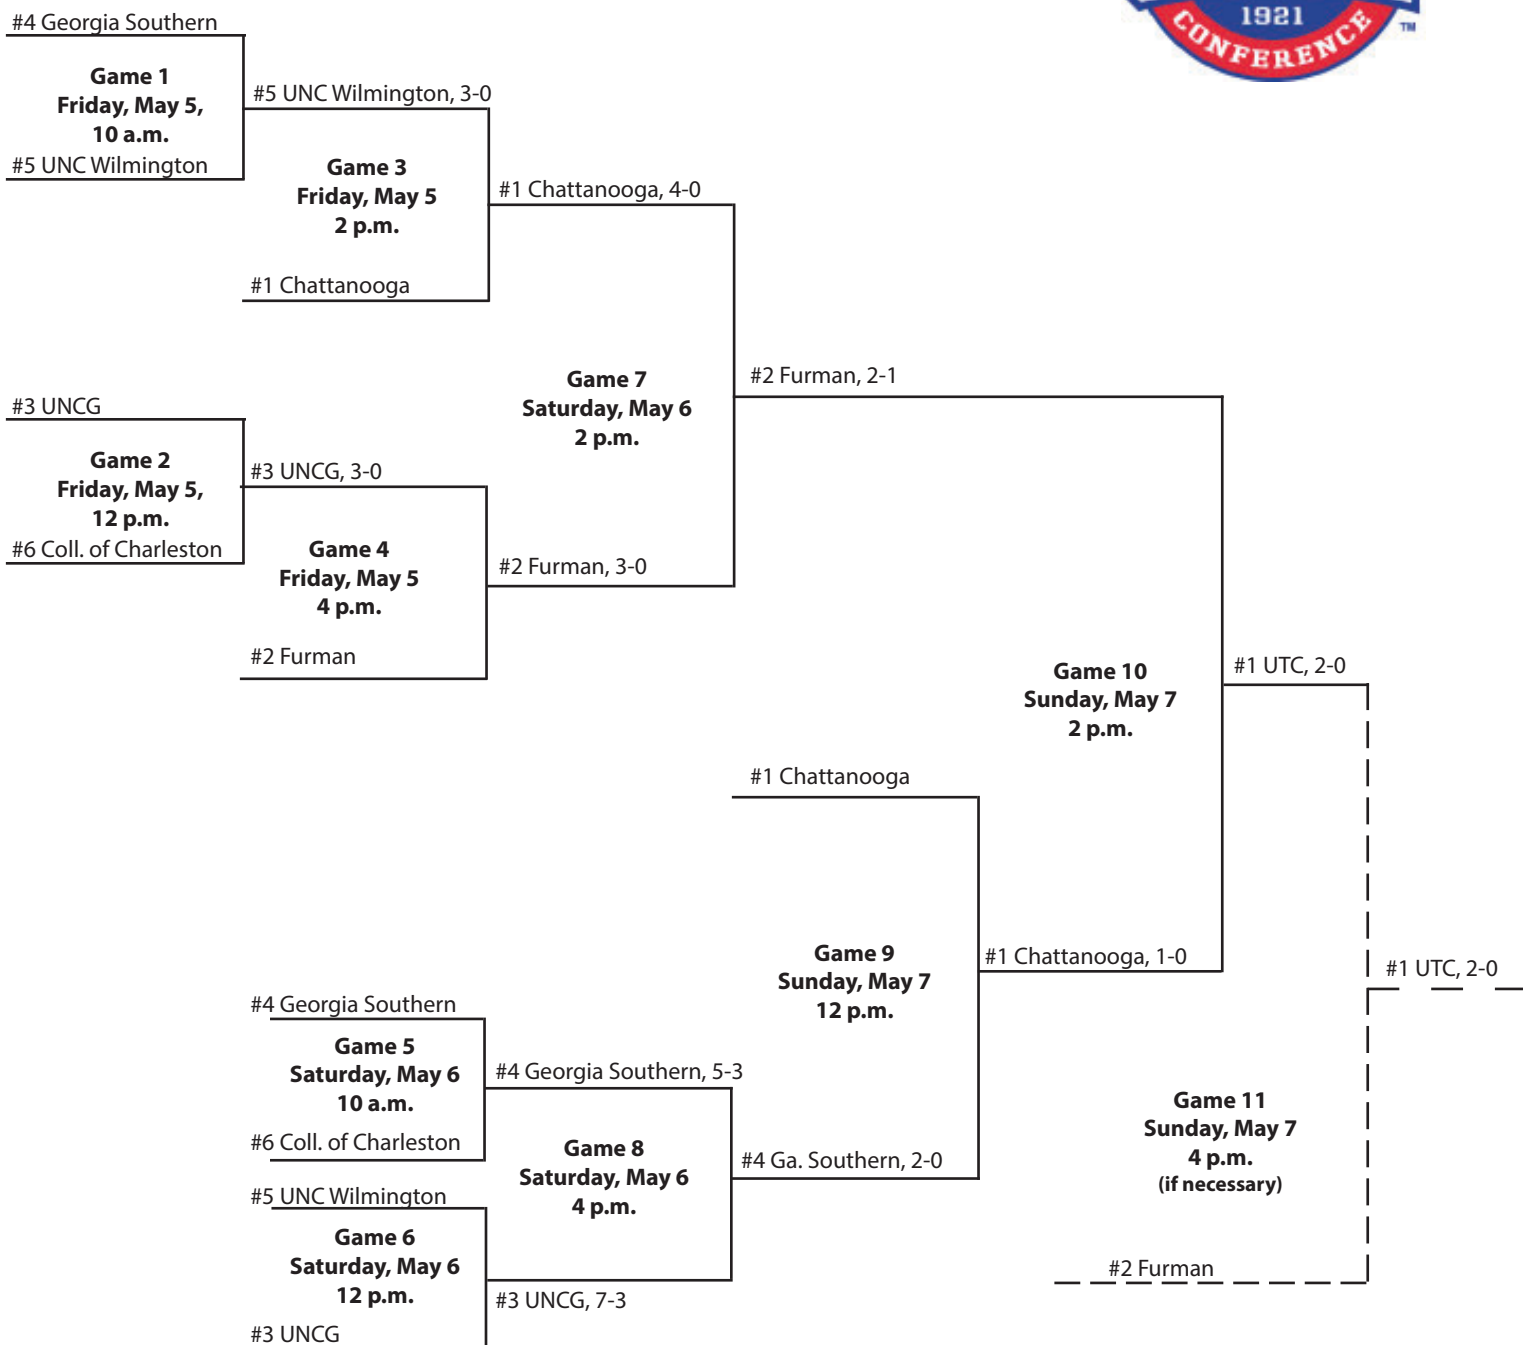 1921
CONFERENCE
TM
#4 Georgia Southern
Game 1
Friday, May 5,
10 a.m.
#5 UNC Wilmington
#5 UNC Wilmington, 3-0
Game 3
Friday, May 5
2 p.m.
#1 Chattanooga
#1 Chattanooga, 4-0
#3 UNCG
Game 2
Friday, May 5,
12 p.m.
#6 Coll. of Charleston
#3 UNCG, 3-0
Game 4
Friday, May 5
4 p.m.
#2 Furman
#2 Furman, 3-0
Game 7
Saturday, May 6
2 p.m.
#2 Furman, 2-1
Game 10
Sunday, May 7
2 p.m.
#1 UTC, 2-0
#1 Chattanooga
Game 9
Sunday, May 7
12 p.m.
#1 Chattanooga, 1-0
#4 Georgia Southern
Game 5
Saturday, May 6
10 a.m.
#6 Coll. of Charleston
#4 Georgia Southern, 5-3
Game 8
Saturday, May 6
4 p.m.
#4 Ga. Southern, 2-0
#5 UNC Wilmington
Game 6
Saturday, May 6
12 p.m.
#3 UNCG
#3 UNCG, 7-3
Game 11
Sunday, May 7
4 p.m.
(if necessary)
#2 Furman
#1 UTC, 2-0